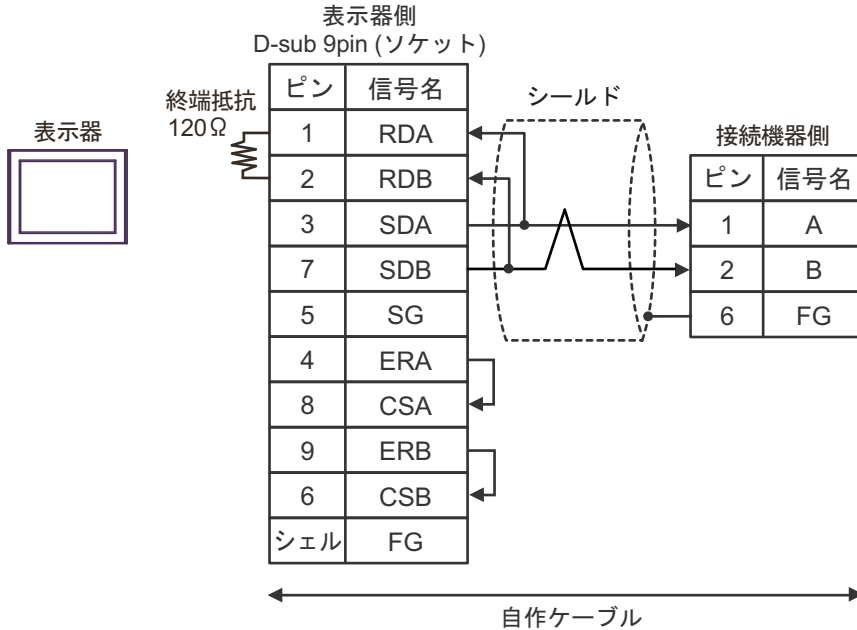 表示器側
D-sub 9pin (ソケット)
終端抵抗
120Ω
シールド
表示器
接続機器側
ピン 信号名
1 RDA
2 RDB
3 SDA
7 SDB
5 SG
4 ERA
8 CSA
9 ERB
6 CSB
シェル FG
ピン 信号名
1 A
2 B
6 FG
自作ケーブル